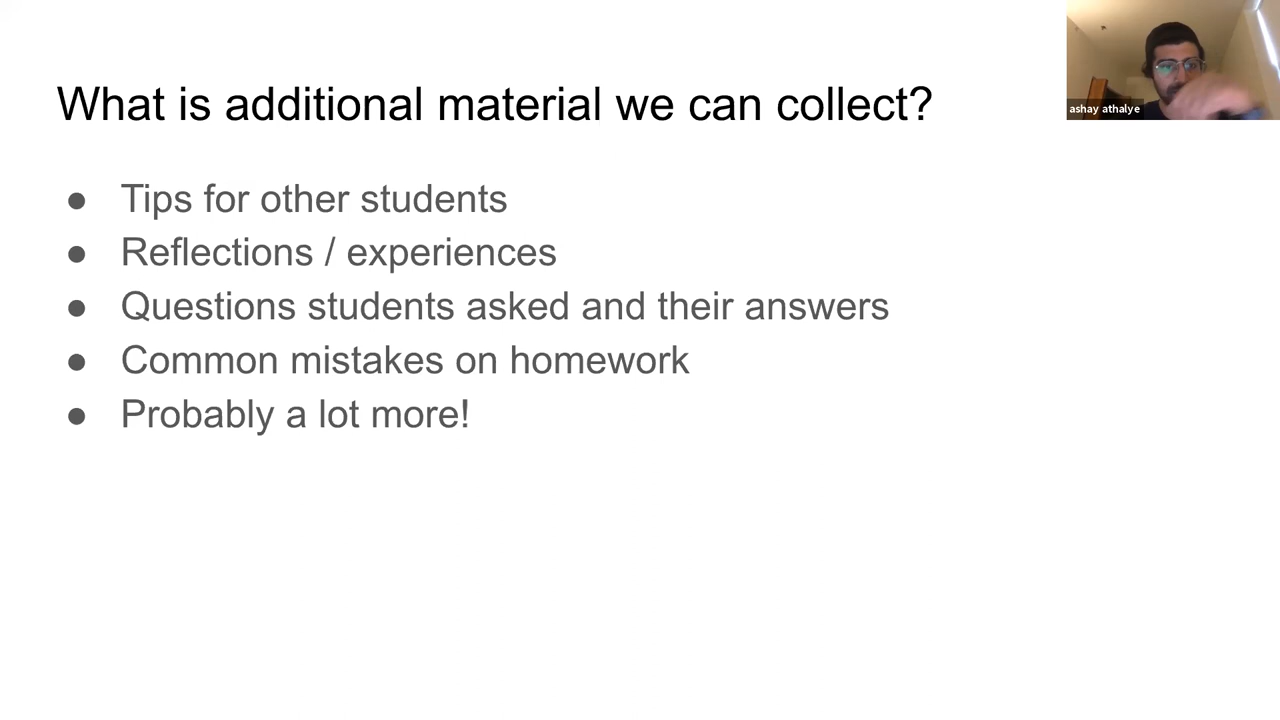 What is additional material we can collect?
● Tips for other students
● Reflections / experiences
● Questions students asked and their answers
● Common mistakes on homework
● Probably a lot more!
ashay athalye